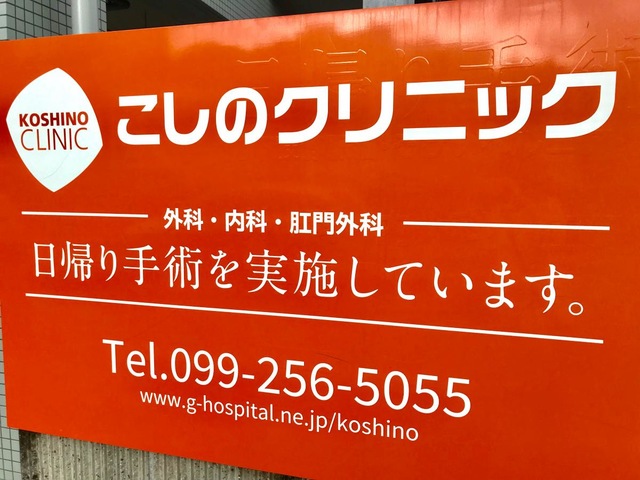 KOSHINO
CLINIC
こしのクリニック
外科・内科・肛門外科
日帰り手術を実施しています。
Tel.099-256-5055
www.g-hospital.ne.jp/koshino